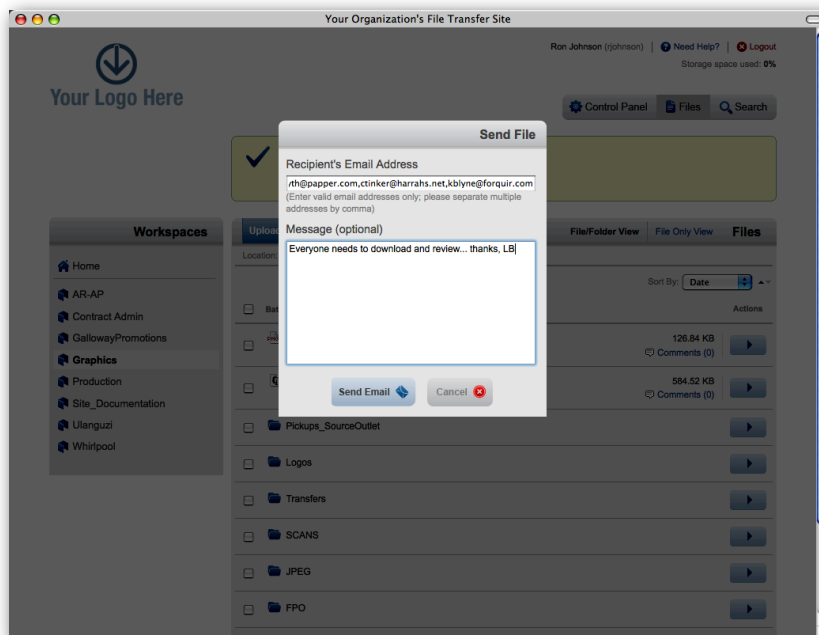 Your Organization's File Transfer Site
Ron Johnson (rjohnson) | Need Help? | Logout
Storage space used: 0%
Your Logo Here
Control Panel Files Search
Send File
Recipient's Email Address
@papper.com,ctinker@harrahs.net,kblyne@forquir.com
(Enter valid email addresses only; please separate multiple
addresses by comma)
Message (optional)
Everyone needs to download and review... thanks, LB
Send Email Cancel
Workspaces
Home
AR-AP
Contract Admin
GallowayPromotions
Graphics
Production
Site_Documentation
Ulanguzi
Whirlpool
File/Folder View File Only View Files
Location:
Sort By: Date
Actions
126.84 KB
Comments (0)
584.52 KB
Comments (0)
Pickups_SourceOutlet
Logos
Transfers
SCANS
JPEG
FPO